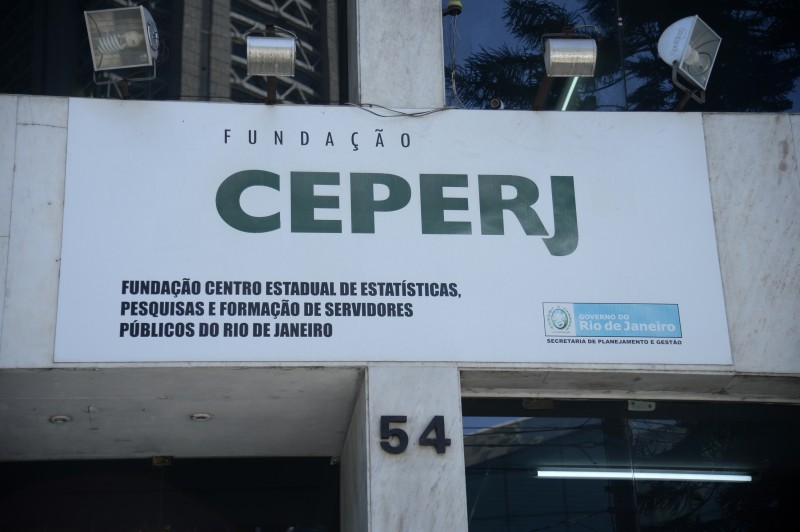 FUNDAÇÃO
CEPERJ
FUNDAÇÃO CENTRO ESTADUAL DE ESTATÍSTICAS,
PESQUISAS E FORMAÇÃO DE SERVIDORES
PÚBLICOS DO RIO DE JANEIRO
GOVERNO DO
Rio de Janeiro
SECRETARIA DE PLANEJAMENTO E GESTÃO
54